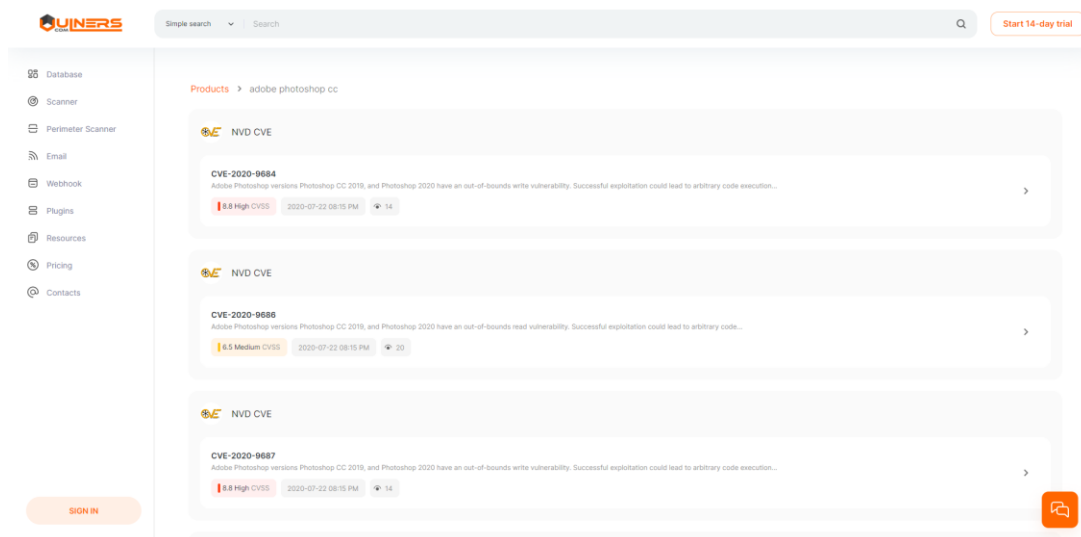 VULNERS
.COM
Simple search
Search
Start 14-day trial
Database
Scanner
Perimeter Scanner
Email
Webhook
Plugins
Resources
Pricing
Contacts
SIGN IN
Products > adobe photoshop cc
NVD CVE
CVE-2020-9684
Adobe Photoshop versions Photoshop CC 2019, and Photoshop 2020 have an out-of-bounds write vulnerability. Successful exploitation could lead to arbitrary code execution...
8.8 High CVSS 2020-07-22 08:15 PM 14
NVD CVE
CVE-2020-9686
Adobe Photoshop versions Photoshop CC 2019, and Photoshop 2020 have an out-of-bounds read vulnerability. Successful exploitation could lead to arbitrary code...
6.5 Medium CVSS 2020-07-22 08:15 PM 20
NVD CVE
CVE-2020-9687
Adobe Photoshop versions Photoshop CC 2019, and Photoshop 2020 have an out-of-bounds write vulnerability. Successful exploitation could lead to arbitrary code execution...
8.8 High CVSS 2020-07-22 08:15 PM 14